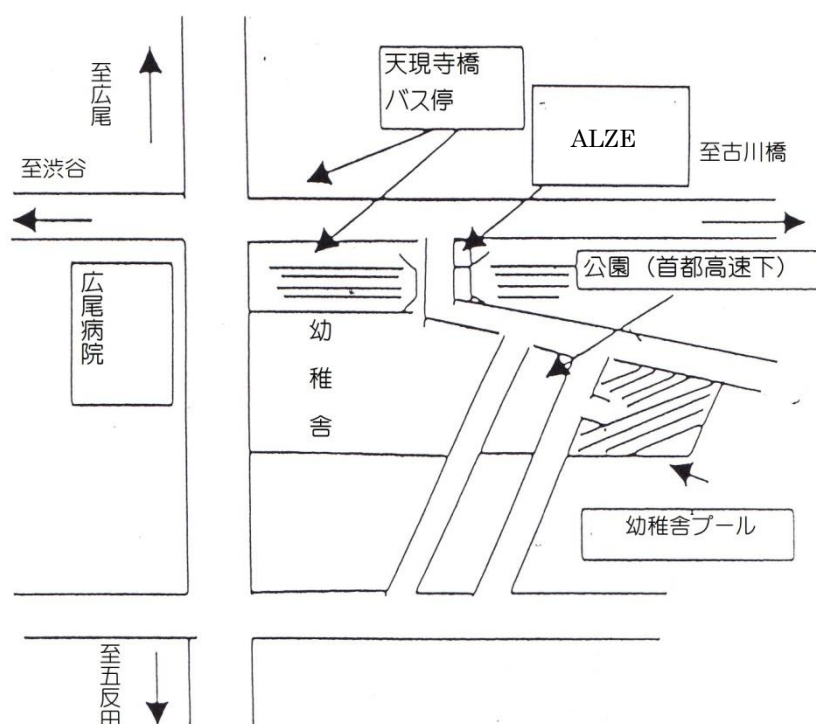 至広尾
天現寺橋
バス停
ALZE
至渋谷
至古川橋
広尾病院
公園（首都高速下）
幼稚舎
幼稚舎プール
至五反田